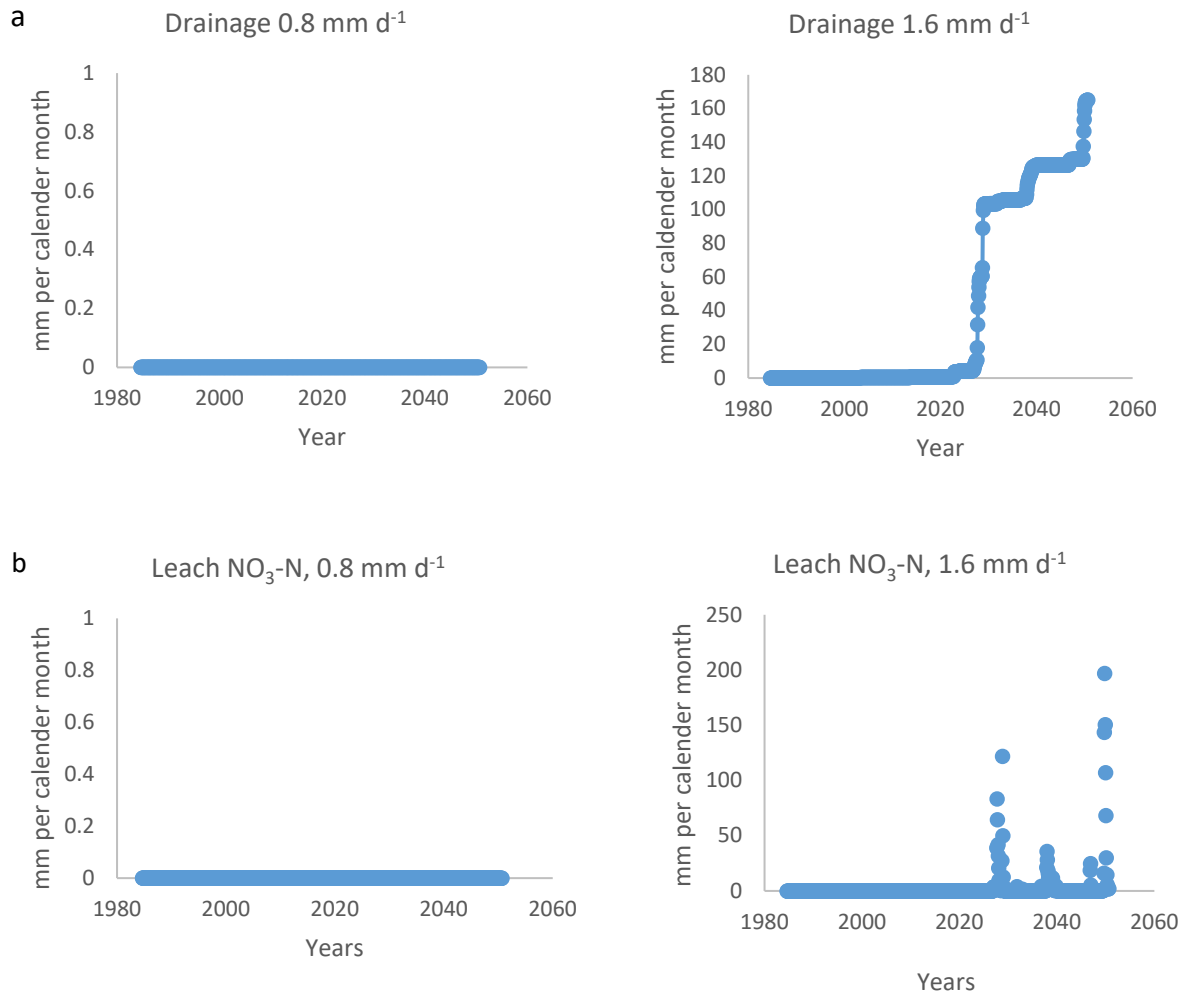 a
Drainage 0.8 mm d-1
mm per calender month
1
0.8
0.6
0.4
0.2
0
1980 2000 2020 2040 2060
Year
Drainage 1.6 mm d-1
mm per caldender month
180
160
140
120
100
80
60
40
20
0
1980 2000 2020 2040 2060
Year
b
Leach NO3-N, 0.8 mm d-1
mm per calender month
1
0.8
0.6
0.4
0.2
0
1980 2000 2020 2040 2060
Years
Leach NO3-N, 1.6 mm d-1
mm per calender month
250
200
150
100
50
0
1980 2000 2020 2040 2060
Years